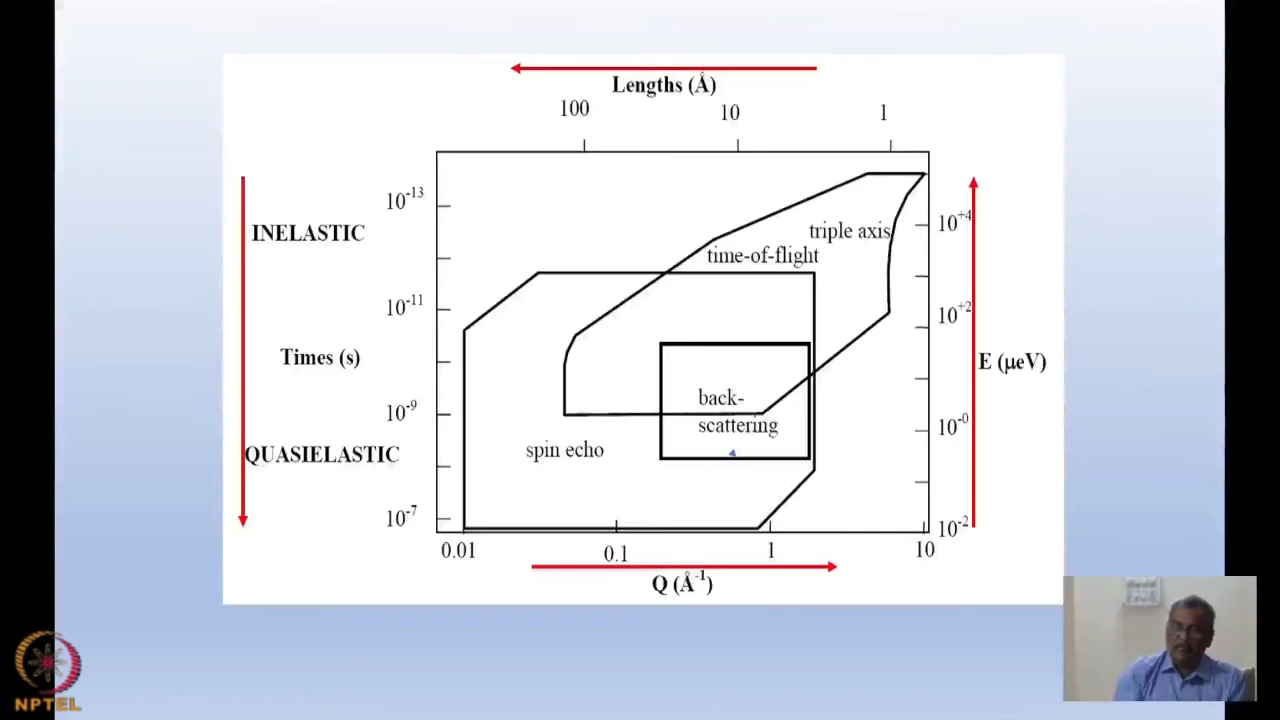 Lengths (Å)
100 10 1
10-13
INELASTIC
triple axis
10+4
time-of-flight
10-11
10+2
Times (s)
E (μeV)
back-
10-9
scattering
10-0
spin echo
QUASIELASTIC
10-7
10-2
0.01 0.1 1 10
Q (Å-1)
NPTEL